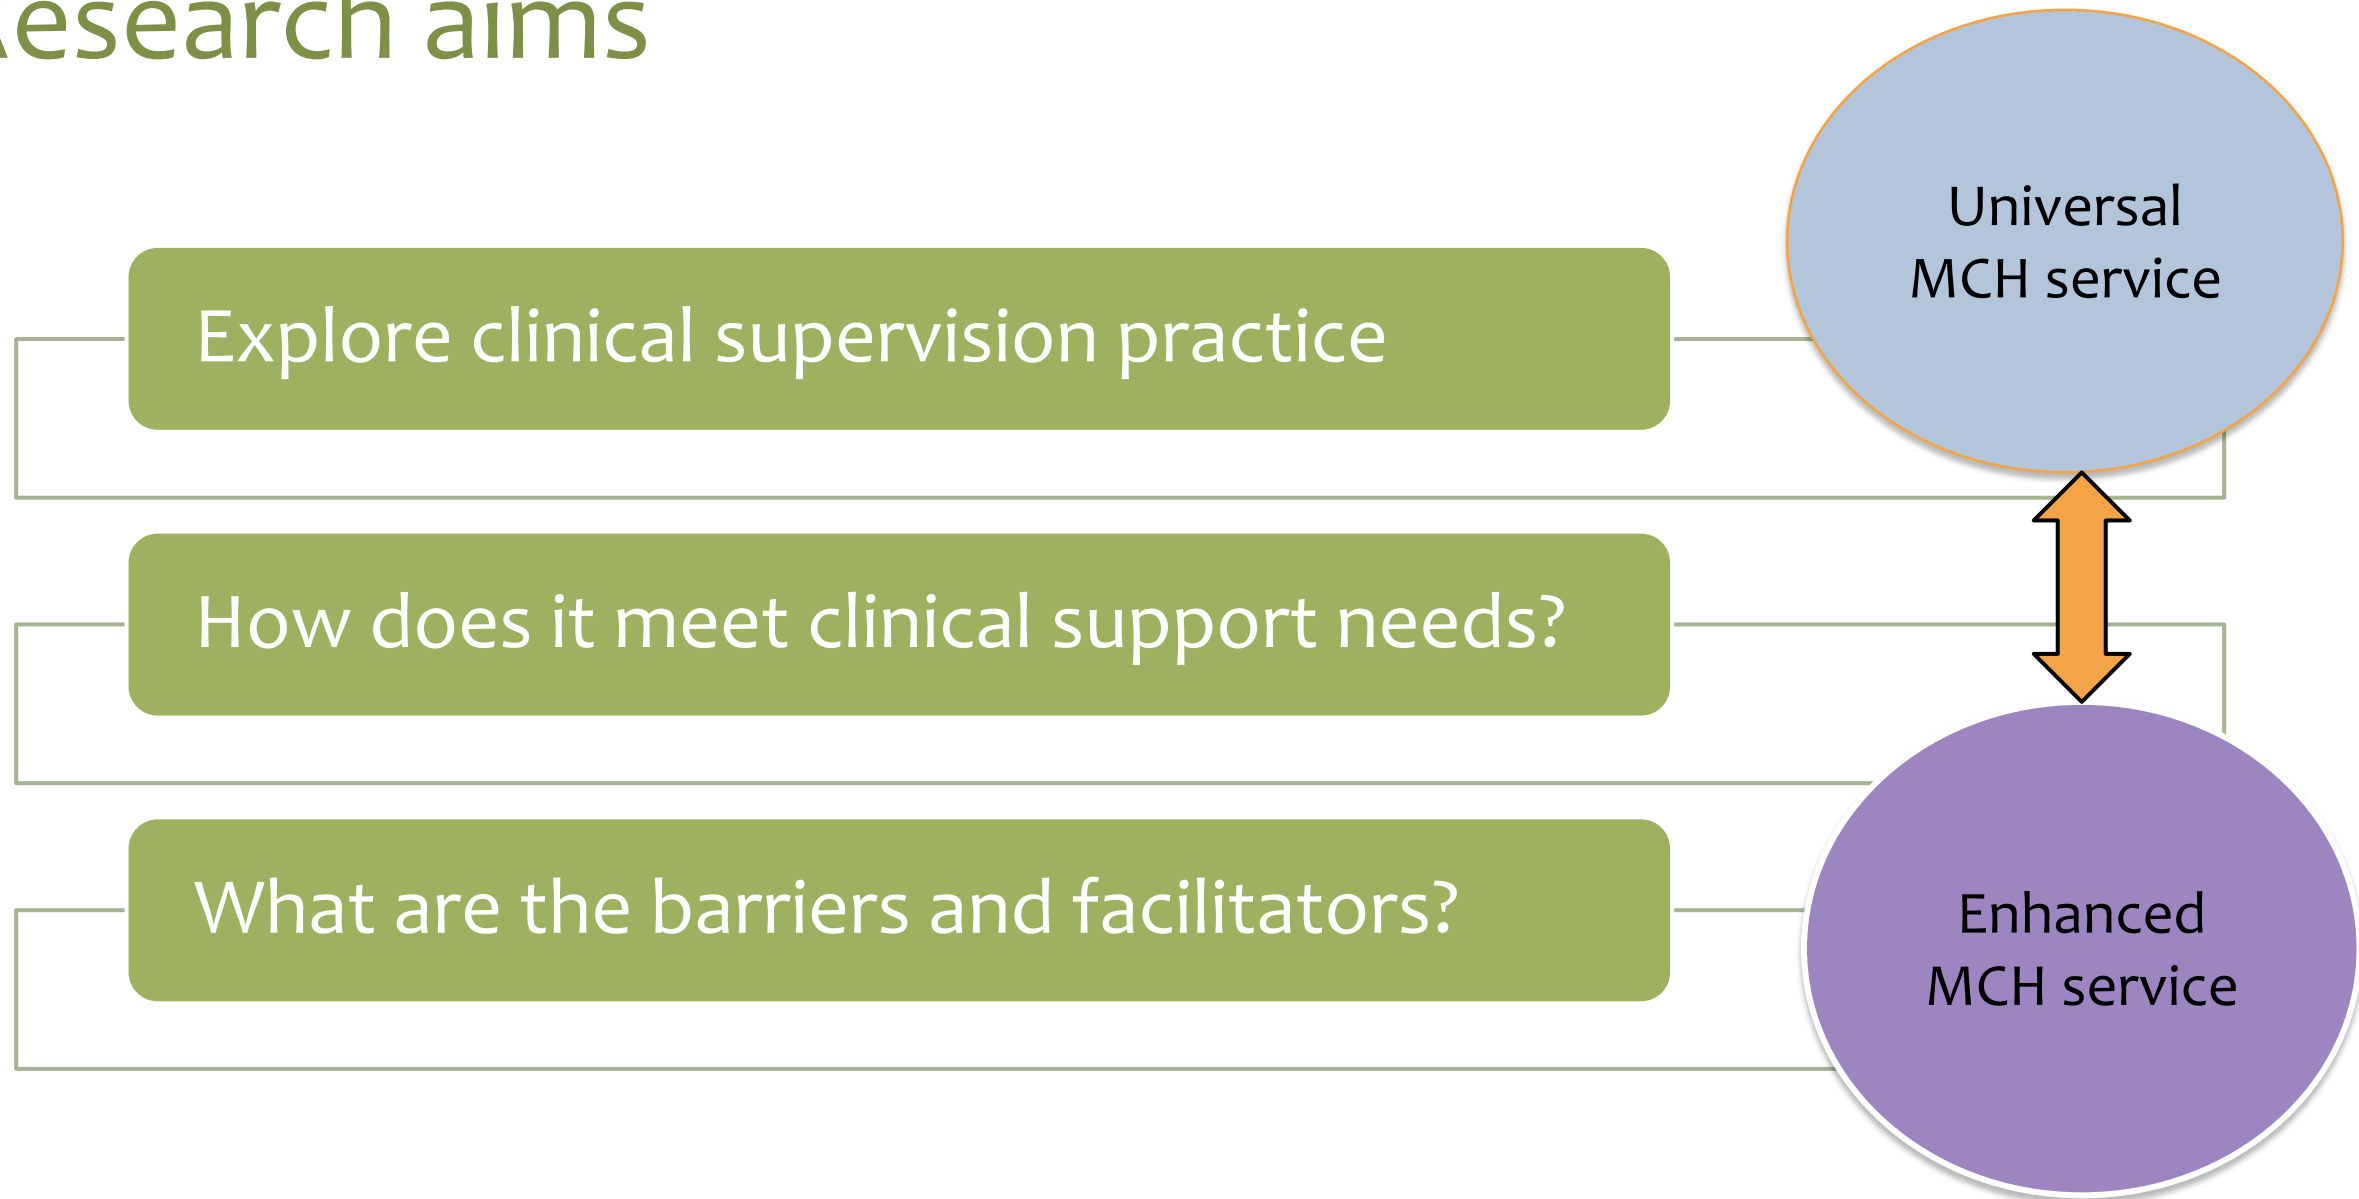 Research aims
Universal
MCH service
Explore clinical supervision practice
How does it meet clinical support needs?
What are the barriers and facilitators?
Enhanced
MCH service